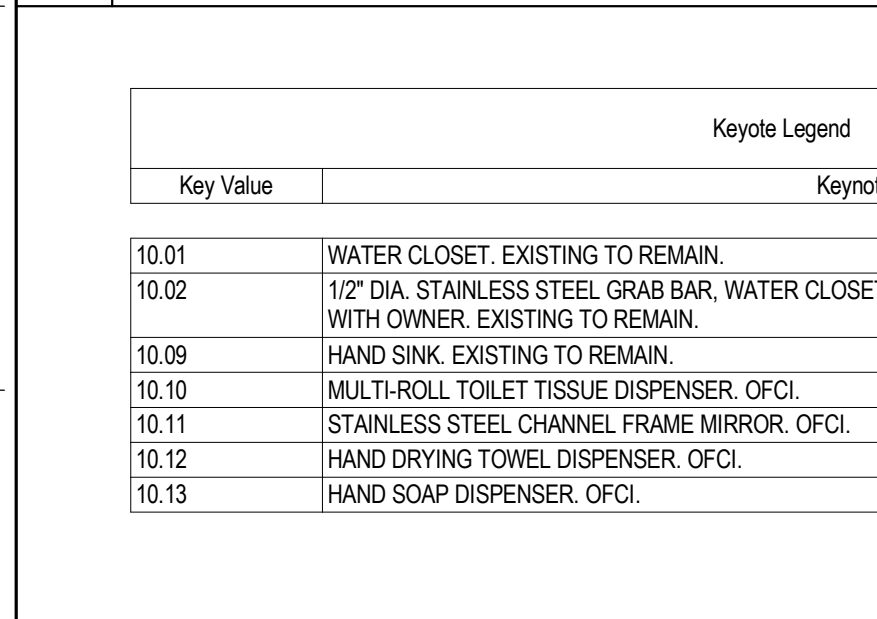 Keyote Legend
Key Value Keynot
10.01 WATER CLOSET. EXISTING TO REMAIN.
10.02 1/2" DIA. STAINLESS STEEL GRAB BAR, WATER CLOSET
WITH OWNER. EXISTING TO REMAIN.
10.09 HAND SINK. EXISTING TO REMAIN.
10.10 MULTI-ROLL TOILET TISSUE DISPENSER. OFCI.
10.11 STAINLESS STEEL CHANNEL FRAME MIRROR. OFCI.
10.12 HAND DRYING TOWEL DISPENSER. OFCI.
10.13 HAND SOAP DISPENSER. OFCI.